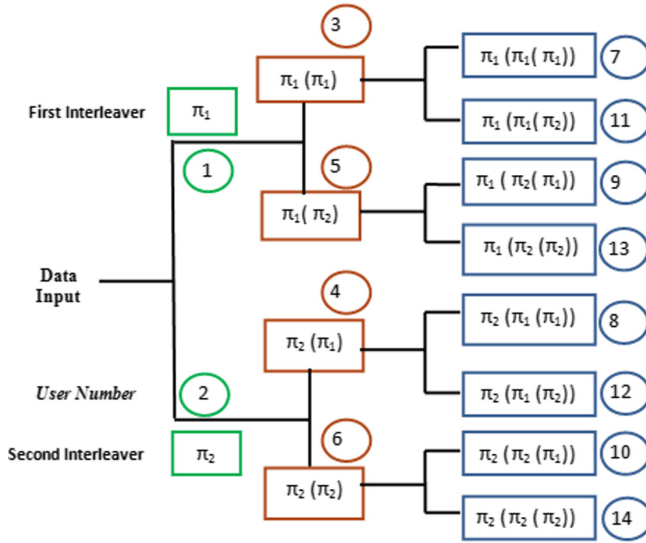 3
π1 (π1)
π1 (π1( π1))
7
First Interleaver
π1
π1 (π1(π2))
11
1
5
π1 ( π2(π1))
9
π1( π2)
π1 (π2 (π2))
13
Data
Input
4
π2 (π1 (π1))
8
π2 (π1)
User Number
2
π2 (π1 (π2))
12
6
Second Interleaver
π2
π2 ( π2 (π1))
10
π2 (π2)
π2 (π2 (π2))
14